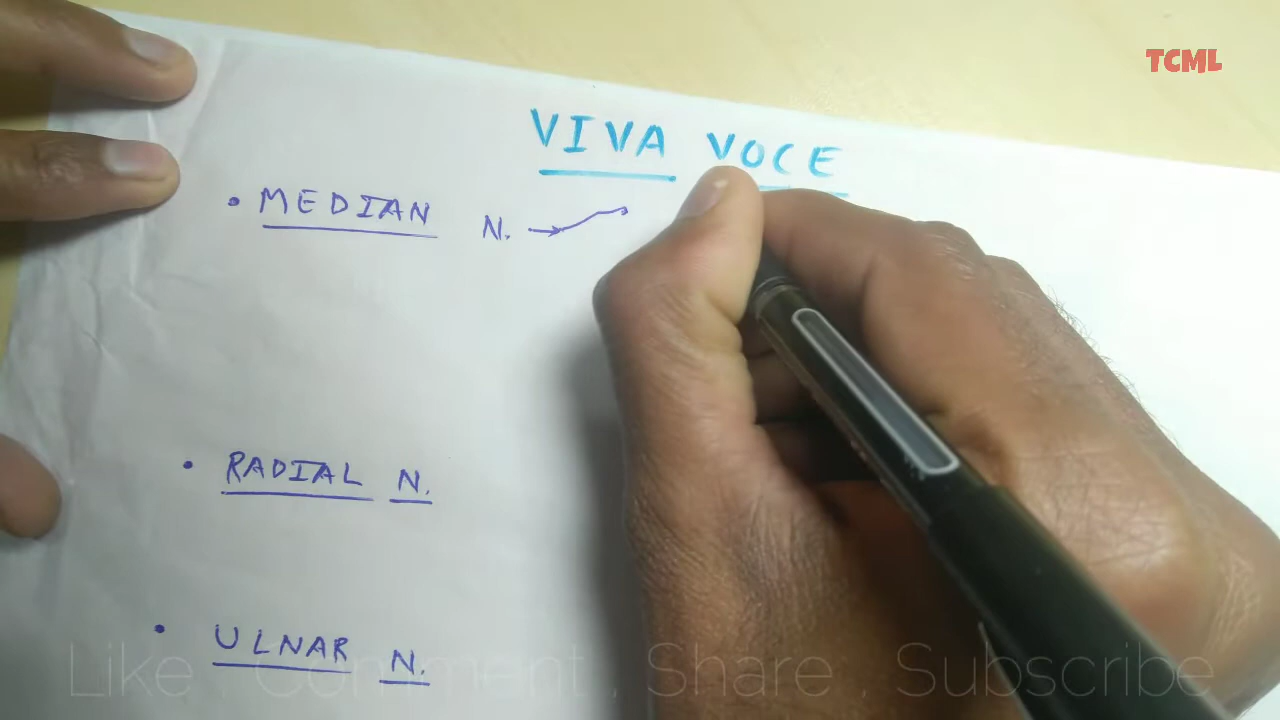 TCML
VIVA VOCE
• MEDIAN N. →
• RADIAL N.
• ULNAR N.
Like . Comment . Share . Subscribe